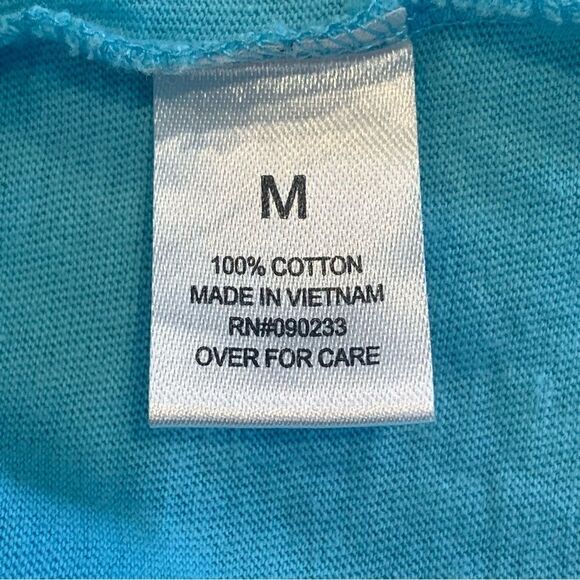 M
100% COTTON
MADE IN VIETNAM
RN#090233
OVER FOR CARE